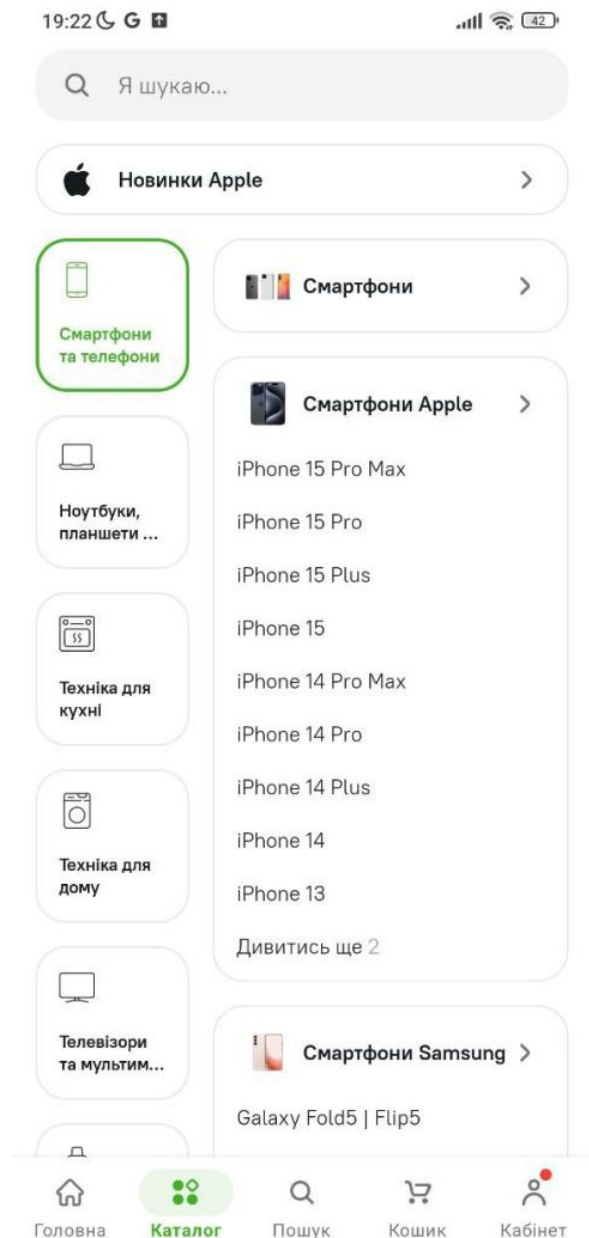 19:22
42
Я шукаю...
Новинки Apple
Смартфони
та телефони
Ноутбуки,
планшети ...
Техніка для
кухні
Техніка для
дому
Телевізори
та мультим...
Смартфони
Смартфони Apple
iPhone 15 Pro Max
iPhone 15 Pro
iPhone 15 Plus
iPhone 15
iPhone 14 Pro Max
iPhone 14 Pro
iPhone 14 Plus
iPhone 14
iPhone 13
Дивитись ще 2
Смартфони Samsung
Galaxy Fold5 | Flip5
Головна
Каталог
Пошук
Кошик
Кабінет